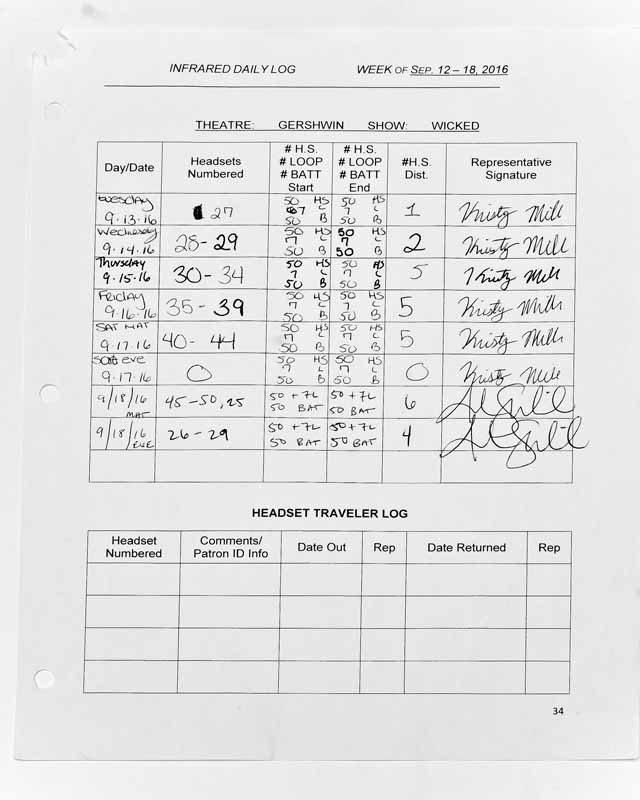 INFRARED DAILY LOG WEEK OF SEP. 12 – 18, 2016
THEATRE: GERSHWIN SHOW: WICKED
Day/Date
Headsets
Numbered
# H.S.
# LOOP
# BATT
Start
# H.S.
# LOOP
# BATT
End
#H.S.
Dist.
Representative
Signature
tuesday
9.13.16
27
50 HS
7 L
50 B
50 HS
7 L
50 B
1
Kristy Mill
Wednesday
9.14.16
28-29
50 HS
7 L
50 B
50 HS
7 L
50 B
2
Kristy Mill
Thursday
9.15.16
30-34
50 HS
7 L
50 B
50 HS
7 L
50 B
5
Kristy Mill
Friday
9.16.16
35-39
50 HS
7 L
50 B
50 HS
7 L
50 B
5
Kristy Mill
SAT MAT
9.17.16
40-44
50 HS
7 L
50 B
50 HS
7 L
50 B
5
Kristy Mill
sat eve
9.17.16
0
50 HS
7 L
50 B
50 HS
7 L
50 B
0
Kristy Mill
9/18/16
MAT
45-50, 25
50 + 7L
50 BAT
50 + 7L
50 BAT
6
9/18/16
EVE
26-29
50 + 7L
50 BAT
50 + 7L
50 BAT
4
HEADSET TRAVELER LOG
Headset
Numbered
Comments/
Patron ID Info
Date Out
Rep
Date Returned
Rep
34